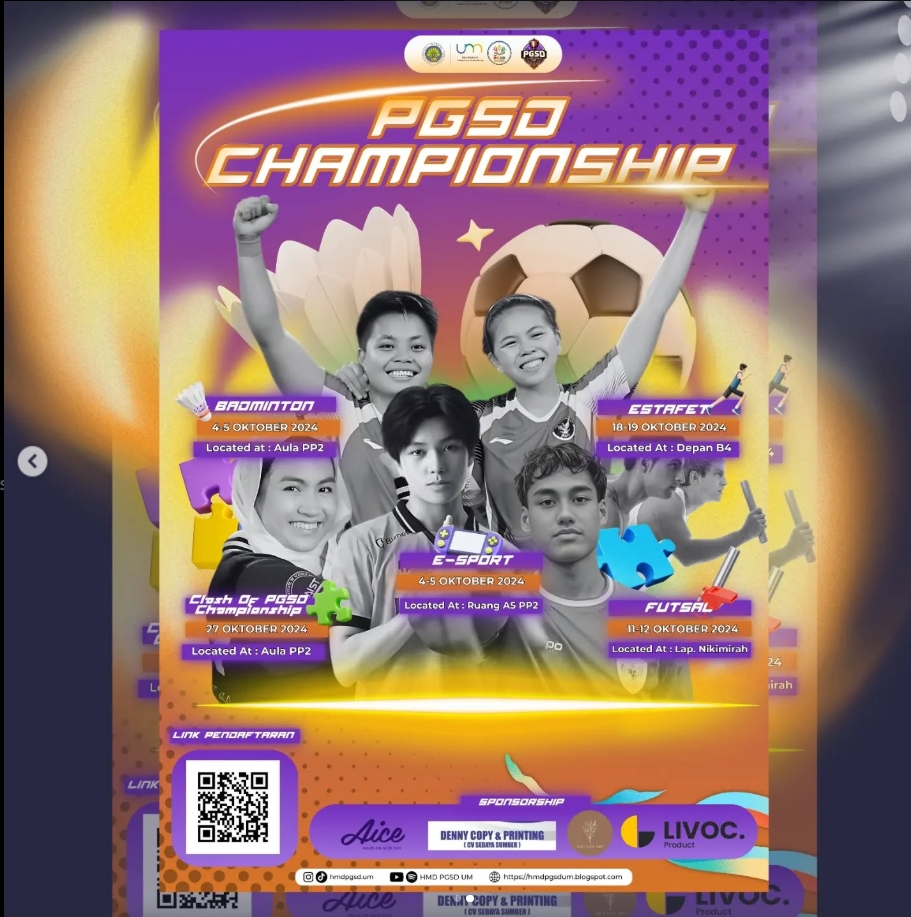 um
PGSD
PGSD
CHAMPIONSHIP
BADMINTON
4-5 OKTOBER 2024
Located at : Aula PP2
ESTAFET
18-19 OKTOBER 2024
Located At : Depan B4
E-SPORT
4-5 OKTOBER 2024
Located At : Ruang A5 PP2
Clash Of PGSD
Championship
27 OKTOBER 2024
Located At : Aula PP2
FUTSAL
11-12 OKTOBER 2024
Located At : Lap. Nikimirah
LINK PENDAFTARAN
SPONSORSHIP
Aice
DENNY COPY & PRINTING
( CV SEDAYA SUMBER )
LIVOC.
Product
hmdpgsd.um
HMD PGSD UM
https://hmdpgsdum.blogspot.com